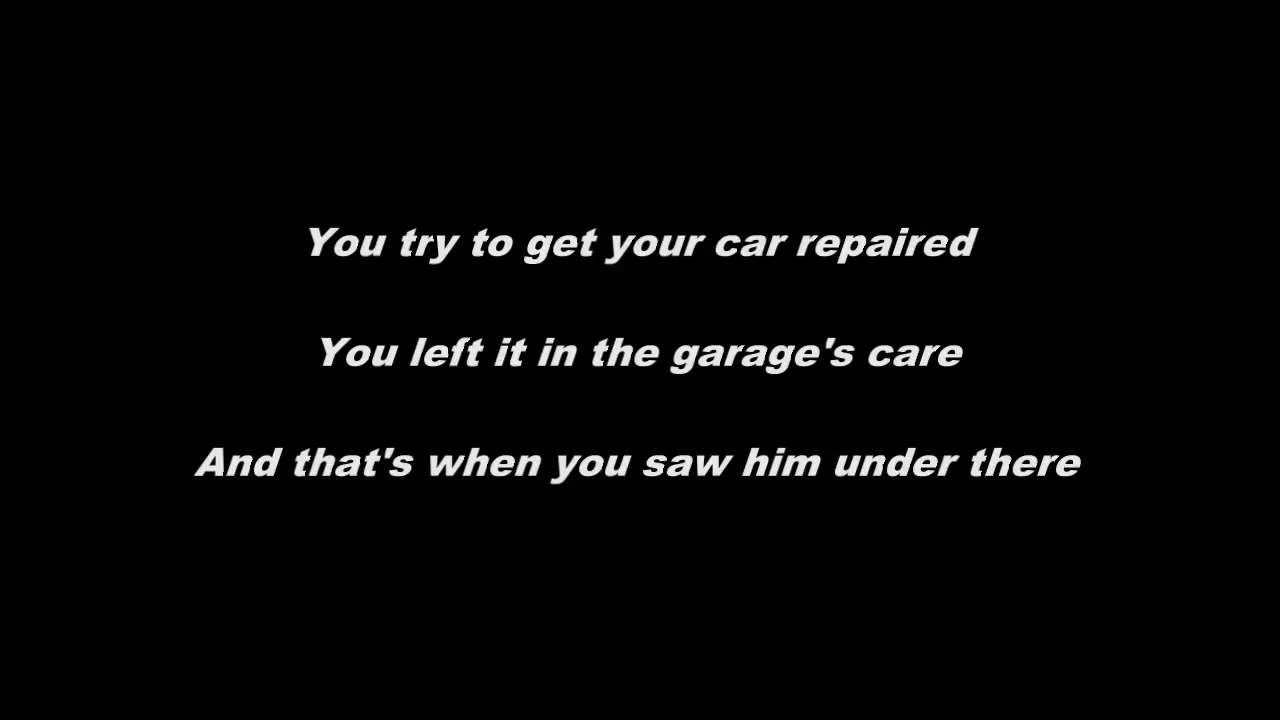 You try to get your car repaired
You left it in the garage's care
And that's when you saw him under there